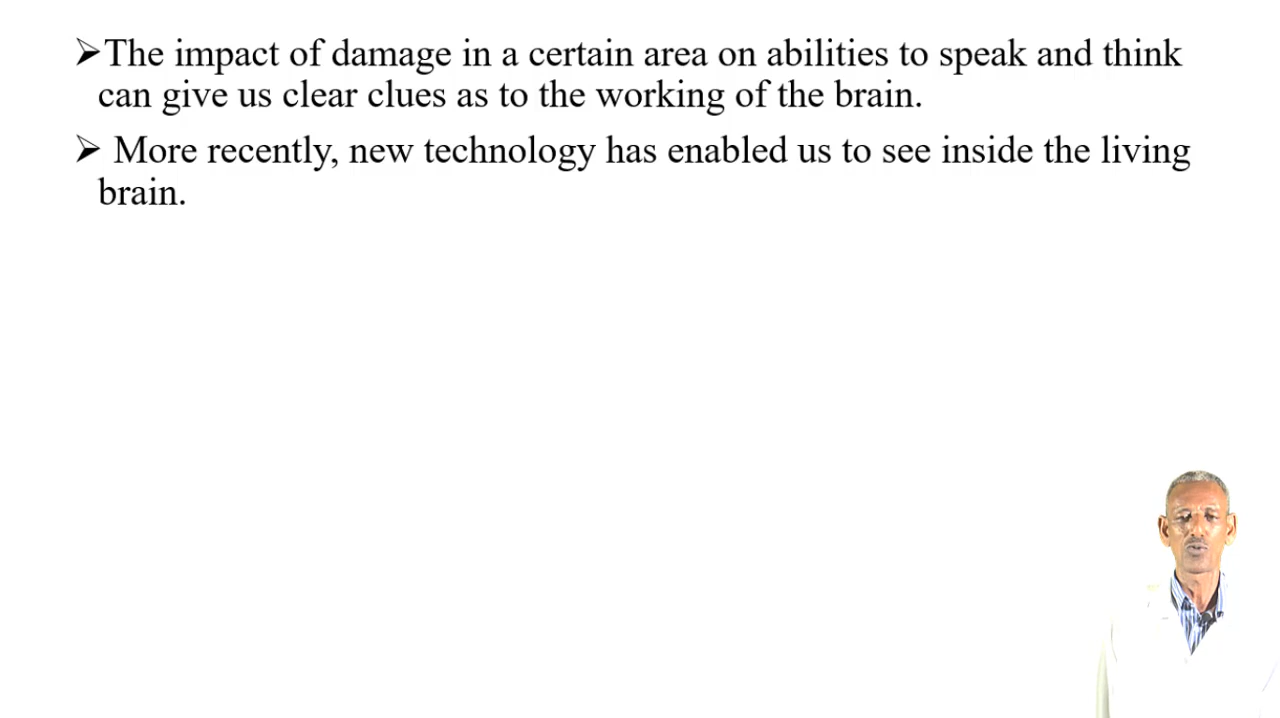 ➢The impact of damage in a certain area on abilities to speak and think
can give us clear clues as to the working of the brain.
➢ More recently, new technology has enabled us to see inside the living
brain.